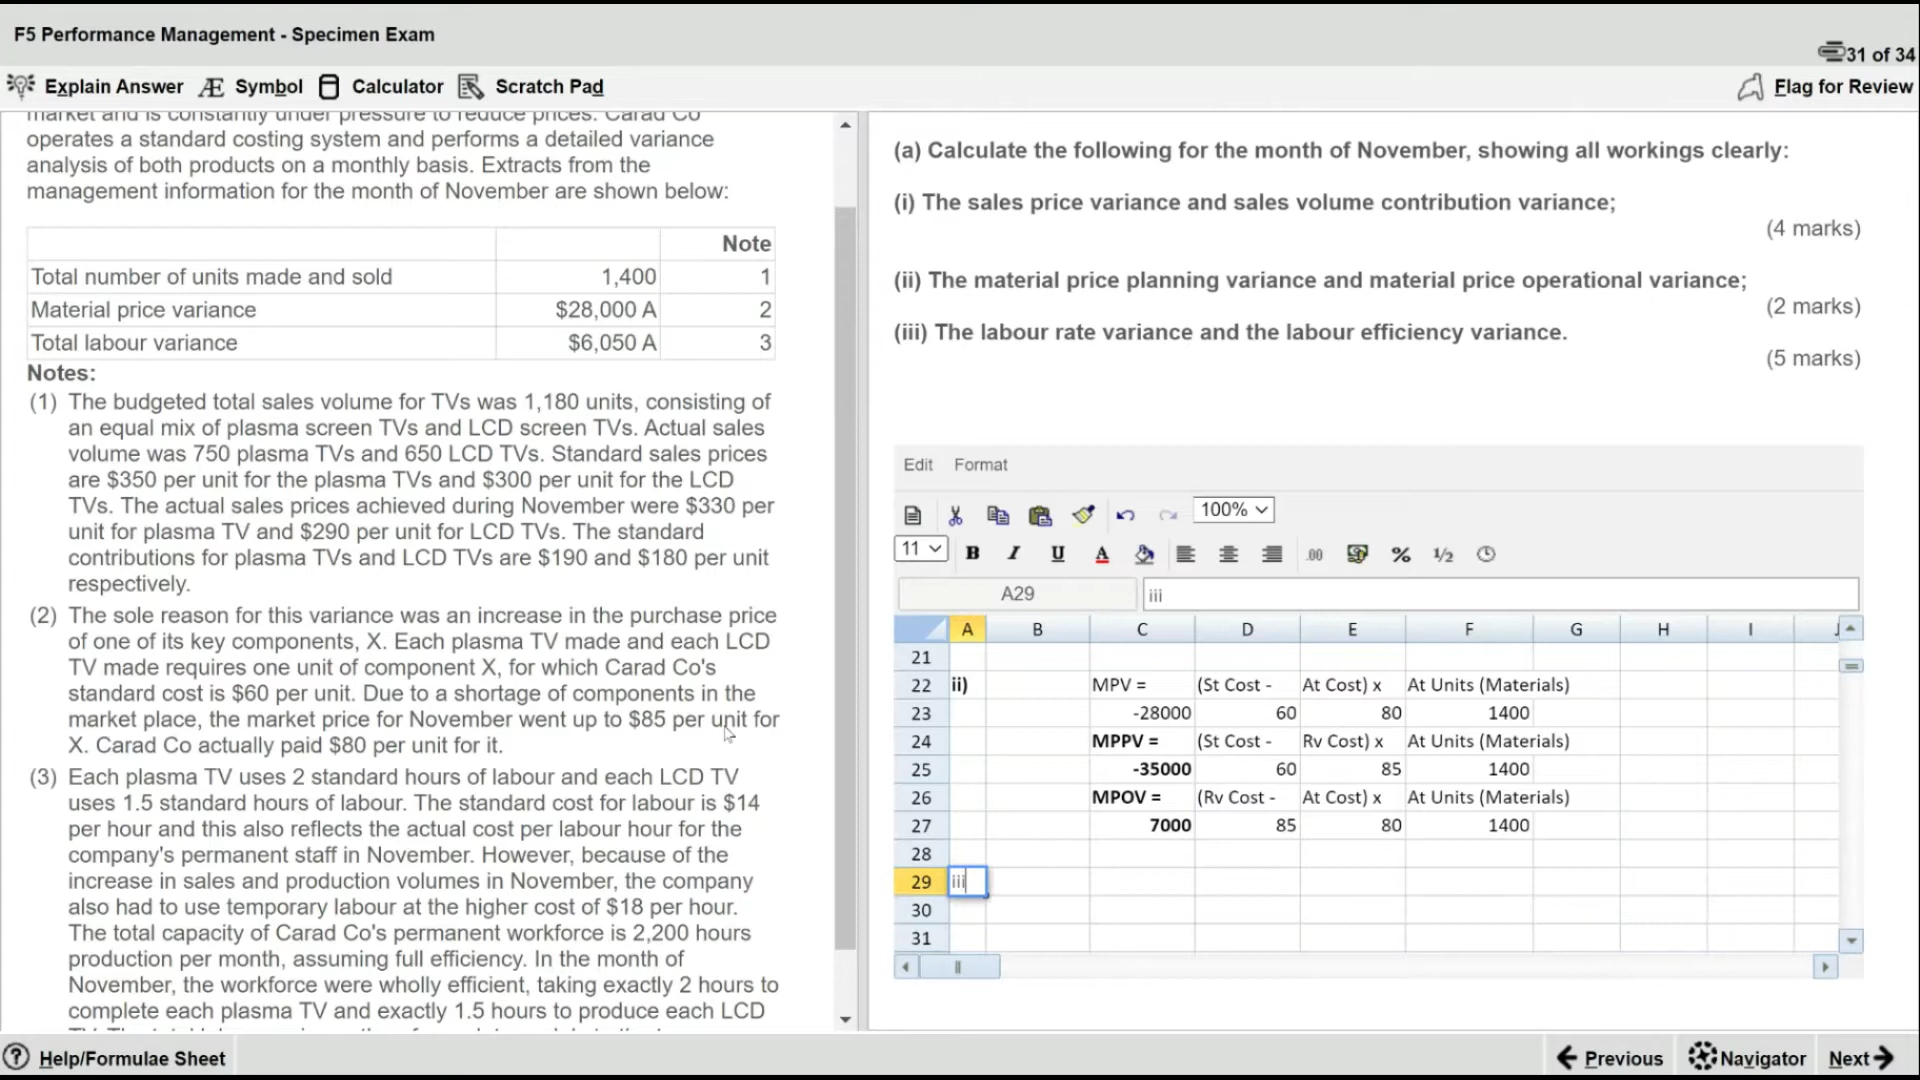 F5 Performance Management - Specimen Exam
31 of 34
Explain Answer Symbol Calculator Scratch Pad
Flag for Review
market and is constantly under pressure to reduce prices. Carad Co
operates a standard costing system and performs a detailed variance
analysis of both products on a monthly basis. Extracts from the
management information for the month of November are shown below:
Note
Total number of units made and sold 1,400 1
Material price variance $28,000 A 2
Total labour variance $6,050 A 3
Notes:
(1) The budgeted total sales volume for TVs was 1,180 units, consisting of
an equal mix of plasma screen TVs and LCD screen TVs. Actual sales
volume was 750 plasma TVs and 650 LCD TVs. Standard sales prices
are $350 per unit for the plasma TVs and $300 per unit for the LCD
TVs. The actual sales prices achieved during November were $330 per
unit for plasma TV and $290 per unit for LCD TVs. The standard
contributions for plasma TVs and LCD TVs are $190 and $180 per unit
respectively.
(2) The sole reason for this variance was an increase in the purchase price
of one of its key components, X. Each plasma TV made and each LCD
TV made requires one unit of component X, for which Carad Co's
standard cost is $60 per unit. Due to a shortage of components in the
market place, the market price for November went up to $85 per unit for
X. Carad Co actually paid $80 per unit for it.
(3) Each plasma TV uses 2 standard hours of labour and each LCD TV
uses 1.5 standard hours of labour. The standard cost for labour is $14
per hour and this also reflects the actual cost per labour hour for the
company's permanent staff in November. However, because of the
increase in sales and production volumes in November, the company
also had to use temporary labour at the higher cost of $18 per hour.
The total capacity of Carad Co's permanent workforce is 2,200 hours
production per month, assuming full efficiency. In the month of
November, the workforce were wholly efficient, taking exactly 2 hours to
complete each plasma TV and exactly 1.5 hours to produce each LCD
(a) Calculate the following for the month of November, showing all workings clearly:
(i) The sales price variance and sales volume contribution variance;
(4 marks)
(ii) The material price planning variance and material price operational variance;
(2 marks)
(iii) The labour rate variance and the labour efficiency variance.
(5 marks)
Edit Format
100%
11 B I U A .00 % 1/2
A29 iii
A B C D E F G H I J
21
22 ii) MPV = (St Cost - At Cost) x At Units (Materials)
23 -28000 60 80 1400
24 MPPV = (St Cost - Rv Cost) x At Units (Materials)
25 -35000 60 85 1400
26 MPOV = (Rv Cost - At Cost) x At Units (Materials)
27 7000 85 80 1400
28
29 iii
30
31
Help/Formulae Sheet
Previous Navigator Next